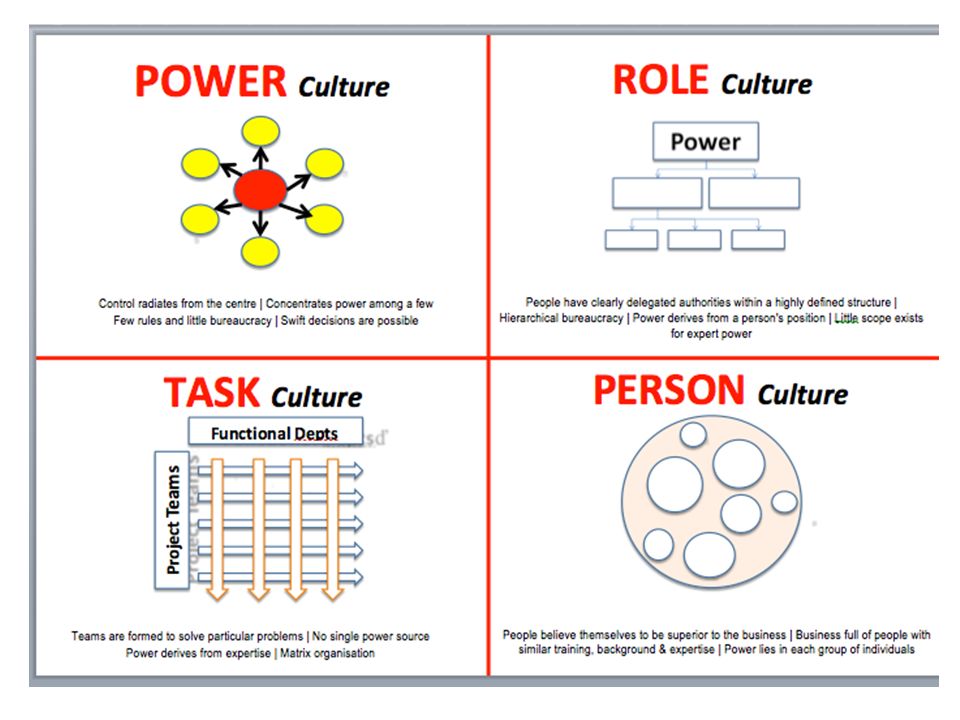 POWER Culture
Control radiates from the centre | Concentrates power among a few
Few rules and little bureaucracy | Swift decisions are possible
ROLE Culture
Power
People have clearly delegated authorities within a highly defined structure |
Hierarchical bureaucracy | Power derives from a person's position | Little scope exists
for expert power
TASK Culture
Functional Depts
Project Teams
Teams are formed to solve particular problems | No single power source
Power derives from expertise | Matrix organisation
PERSON Culture
People believe themselves to be superior to the business | Business full of people with
similar training, background & expertise | Power lies in each group of individuals